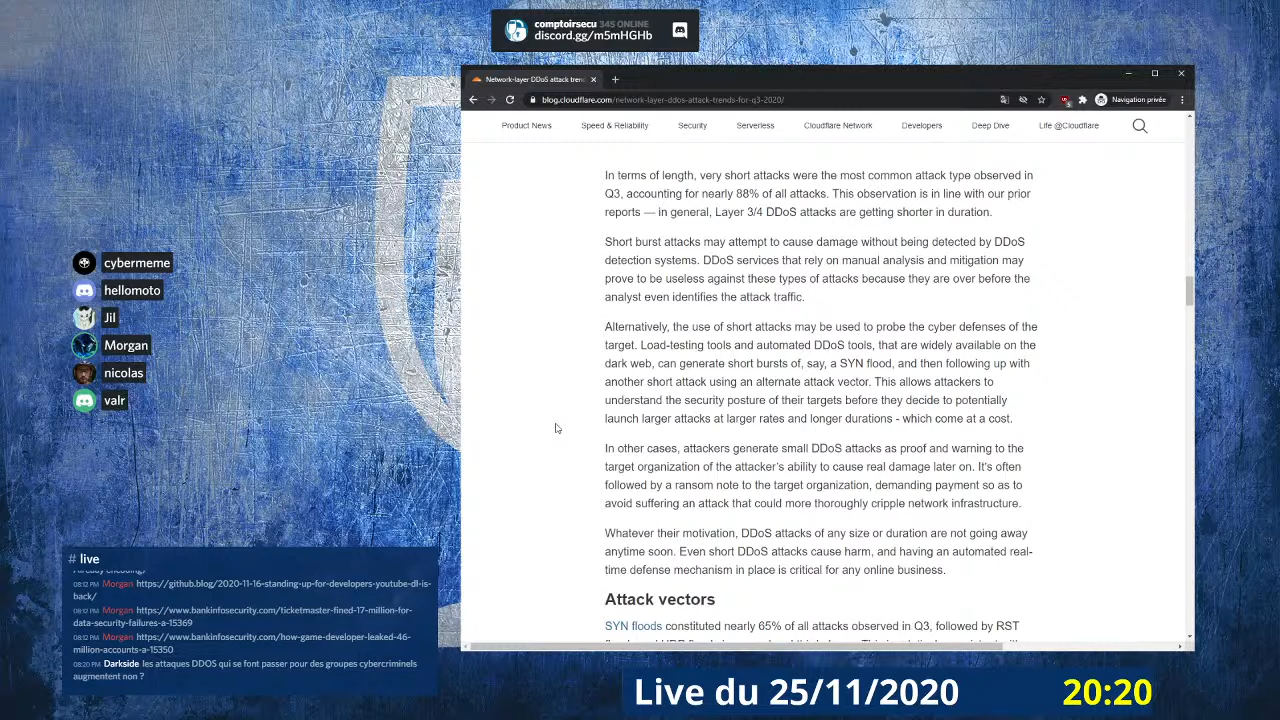 comptoirsecu 345 ONLINE
discord.gg/m5mHGHb
Network-layer DDoS attack tren
blog.cloudflare.com/network-layer-ddos-attack-trends-for-q3-2020/
Navigation privée
Product News Speed & Reliability Security Serverless Cloudflare Network Developers Deep Dive Life @Cloudflare
In terms of length, very short attacks were the most common attack type observed in
Q3, accounting for nearly 88% of all attacks. This observation is in line with our prior
reports — in general, Layer 3/4 DDoS attacks are getting shorter in duration.
Short burst attacks may attempt to cause damage without being detected by DDoS
detection systems. DDoS services that rely on manual analysis and mitigation may
prove to be useless against these types of attacks because they are over before the
analyst even identifies the attack traffic.
Alternatively, the use of short attacks may be used to probe the cyber defenses of the
target. Load-testing tools and automated DDoS tools, that are widely available on the
dark web, can generate short bursts of, say, a SYN flood, and then following up with
another short attack using an alternate attack vector. This allows attackers to
understand the security posture of their targets before they decide to potentially
launch larger attacks at larger rates and longer durations - which come at a cost.
In other cases, attackers generate small DDoS attacks as proof and warning to the
target organization of the attacker's ability to cause real damage later on. It's often
followed by a ransom note to the target organization, demanding payment so as to
avoid suffering an attack that could more thoroughly cripple network infrastructure.
Whatever their motivation, DDoS attacks of any size or duration are not going away
anytime soon. Even short DDoS attacks cause harm, and having an automated real-
time defense mechanism in place is critical for any online business.
Attack vectors
SYN floods constituted nearly 65% of all attacks observed in Q3, followed by RST
cybermeme
hellomoto
Jil
Morgan
nicolas
valr
# live
08:12 PM Morgan https://github.blog/2020-11-16-standing-up-for-developers-youtube-dl-is-
back/
08:12 PM Morgan https://www.bankinfosecurity.com/ticketmaster-fined-17-million-for-
data-security-failures-a-15369
08:12 PM Morgan https://www.bankinfosecurity.com/how-game-developer-leaked-46-
million-accounts-a-15350
08:20 PM Darkside les attaques DDOS qui se font passer pour des groupes cybercriminels
augmentent non ?
Live du 25/11/2020 20:20